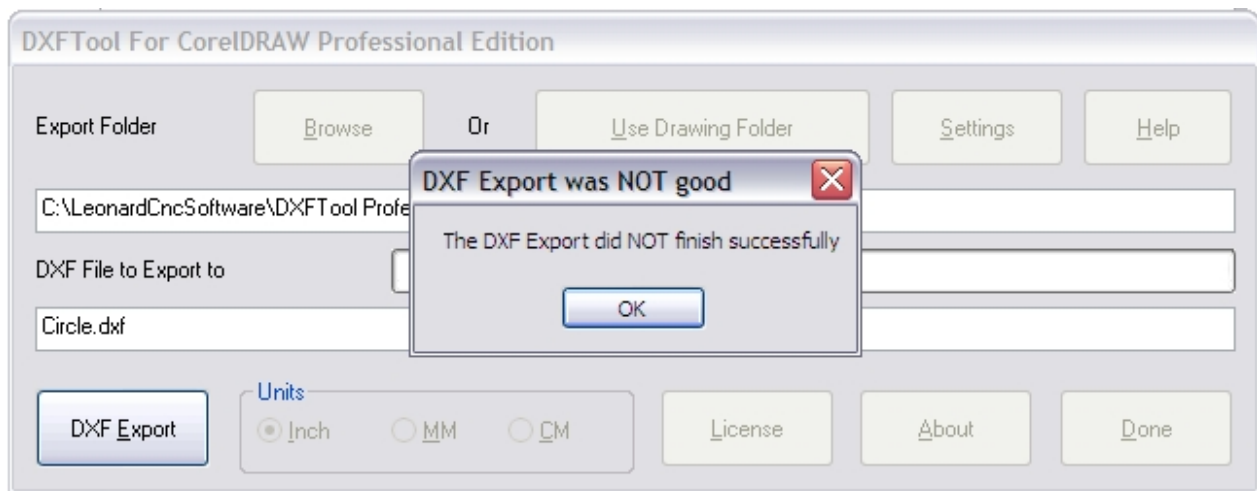 DXFTool For CorelDRAW Professional Edition
Export Folder Browse Or Use Drawing Folder Settings Help
DXF Export was NOT good
C:\LeonardCncSoftware\DXFTool Profe
The DXF Export did NOT finish successfully
DXF File to Export to
OK
Circle.dxf
Units
DXF Export Inch MM CM License About Done